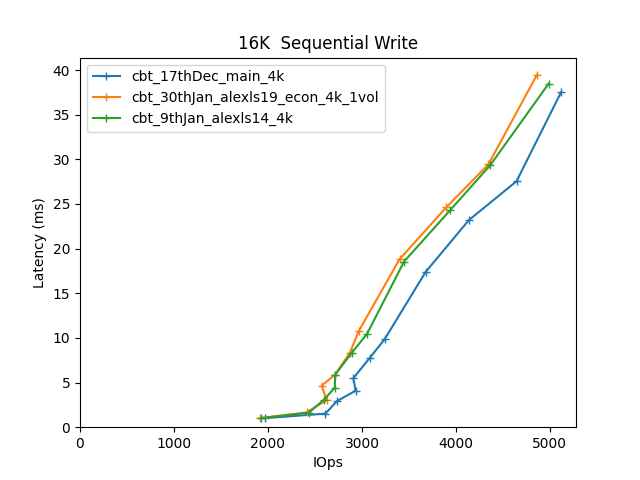 16K  Sequential Write
cbt_17thDec_main_4k
cbt_30thJan_alexls19_econ_4k_1vol
cbt_9thJan_alexls14_4k
Latency (ms)
40
35
30
25
20
15
10
5
0
0 1000 2000 3000 4000 5000
IOps